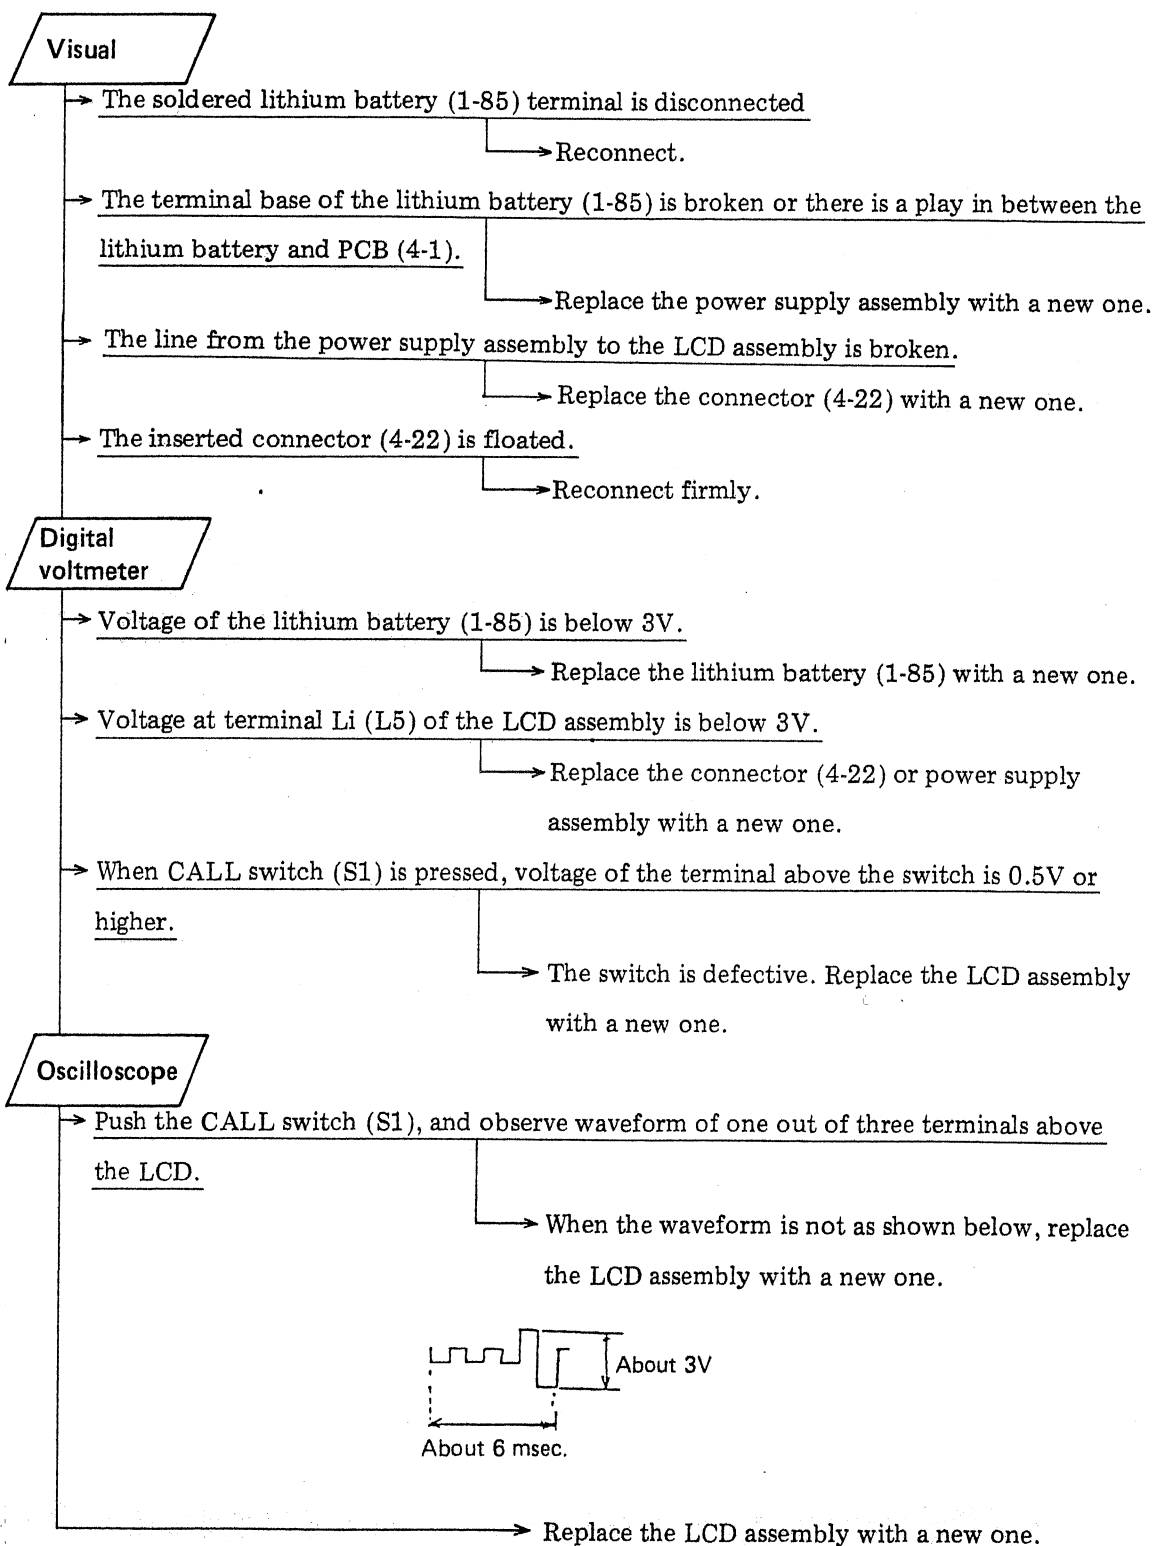 Visual
The soldered lithium battery (1-85) terminal is disconnected
Reconnect.
The terminal base of the lithium battery (1-85) is broken or there is a play in between the
lithium battery and PCB (4-1).
Replace the power supply assembly with a new one.
The line from the power supply assembly to the LCD assembly is broken.
Replace the connector (4-22) with a new one.
The inserted connector (4-22) is floated.
Reconnect firmly.
Digital
voltmeter
Voltage of the lithium battery (1-85) is below 3V.
Replace the lithium battery (1-85) with a new one.
Voltage at terminal Li (L5) of the LCD assembly is below 3V.
Replace the connector (4-22) or power supply
assembly with a new one.
When CALL switch (S1) is pressed, voltage of the terminal above the switch is 0.5V or
higher.
The switch is defective. Replace the LCD assembly
with a new one.
Oscilloscope
Push the CALL switch (S1), and observe waveform of one out of three terminals above
the LCD.
When the waveform is not as shown below, replace
the LCD assembly with a new one.
About 3V
About 6 msec.
Replace the LCD assembly with a new one.